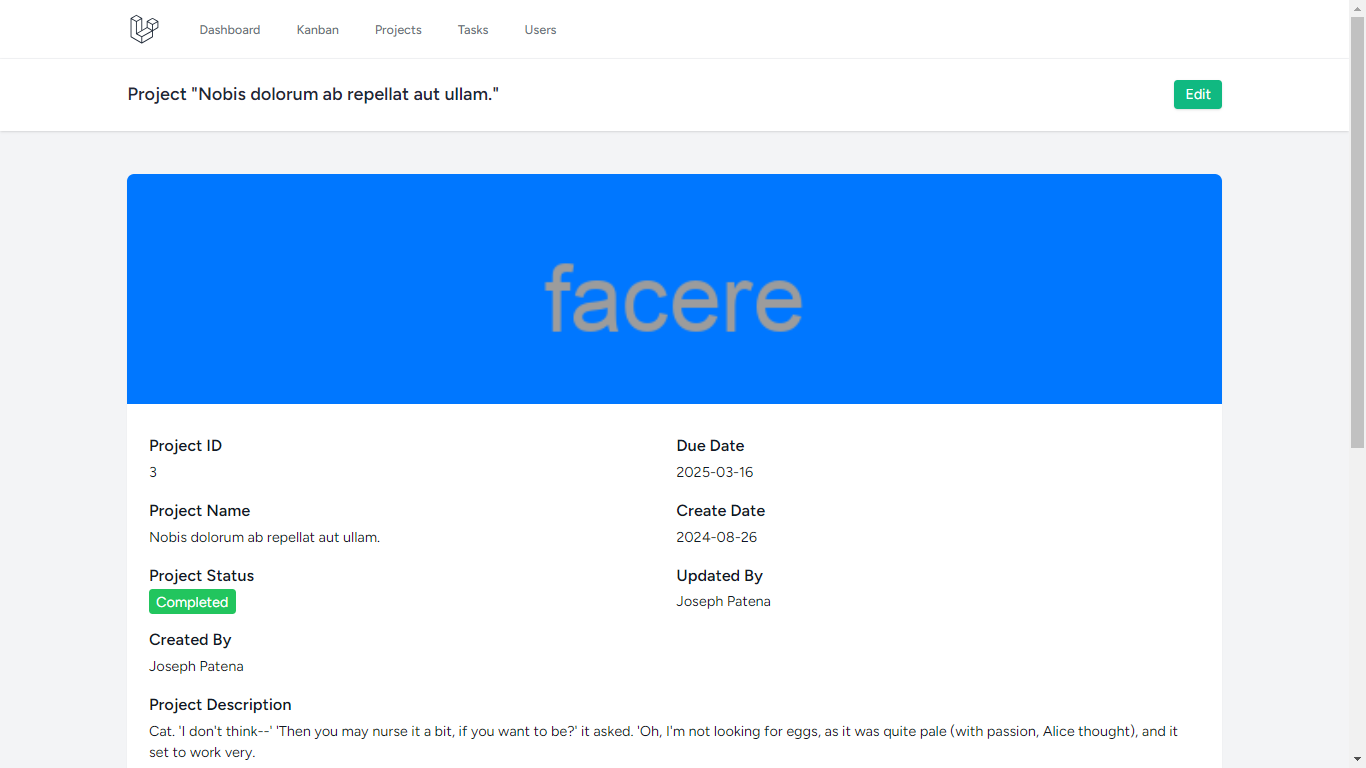 Dashboard Kanban Projects Tasks Users
Project "Nobis dolorum ab repellat aut ullam."
Edit
facere
Project ID
3
Project Name
Nobis dolorum ab repellat aut ullam.
Project Status
Completed
Created By
Joseph Patena
Due Date
2025-03-16
Create Date
2024-08-26
Updated By
Joseph Patena
Project Description
Cat. 'I don't think--' 'Then you may nurse it a bit, if you want to be?' it asked. 'Oh, I'm not looking for eggs, as it was quite pale (with passion, Alice thought), and it
set to work very.